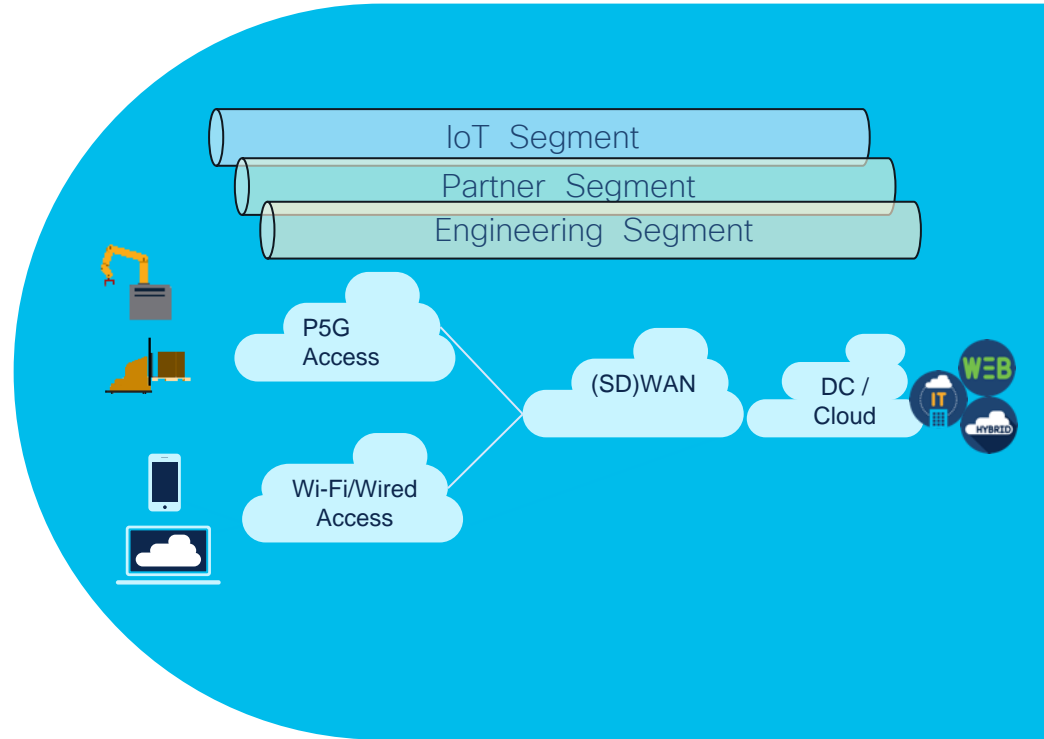 IoT Segment
Partner Segment
Engineering Segment
P5G
Access
(SD)WAN
DC /
Cloud
WEB
IT
HYBRID
Wi-Fi/Wired
Access